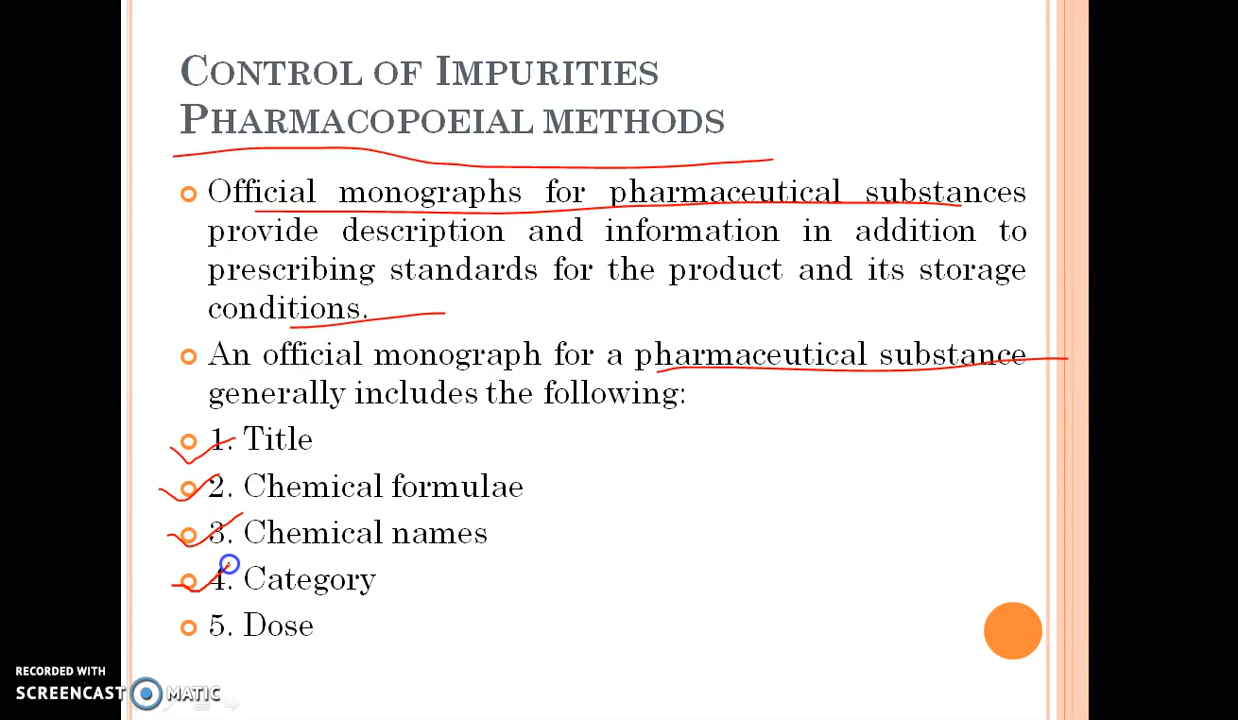 CONTROL OF IMPURITIES
PHARMACOPOEIAL METHODS
Official monographs for pharmaceutical substances
provide description and information in addition to
prescribing standards for the product and its storage
conditions.
An official monograph for a pharmaceutical substance
generally includes the following:
1. Title
2. Chemical formulae
3. Chemical names
4. Category
5. Dose
RECORDED WITH
SCREENCAST MATIC